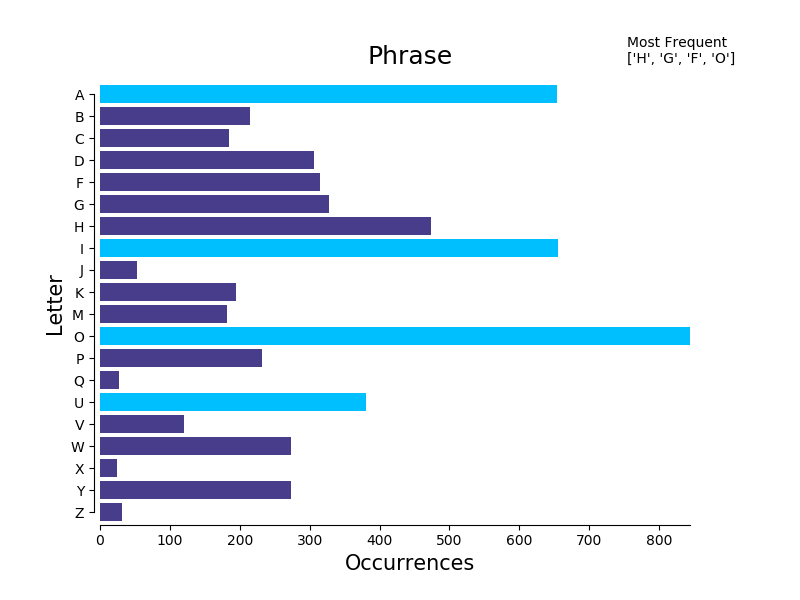 Most Frequent
['H', 'G', 'F', 'O']
Phrase
A
B
C
D
F
G
H
I
J
K
M
O
P
Q
U
V
W
X
Y
Z
Letter
0 100 200 300 400 500 600 700 800
Occurrences